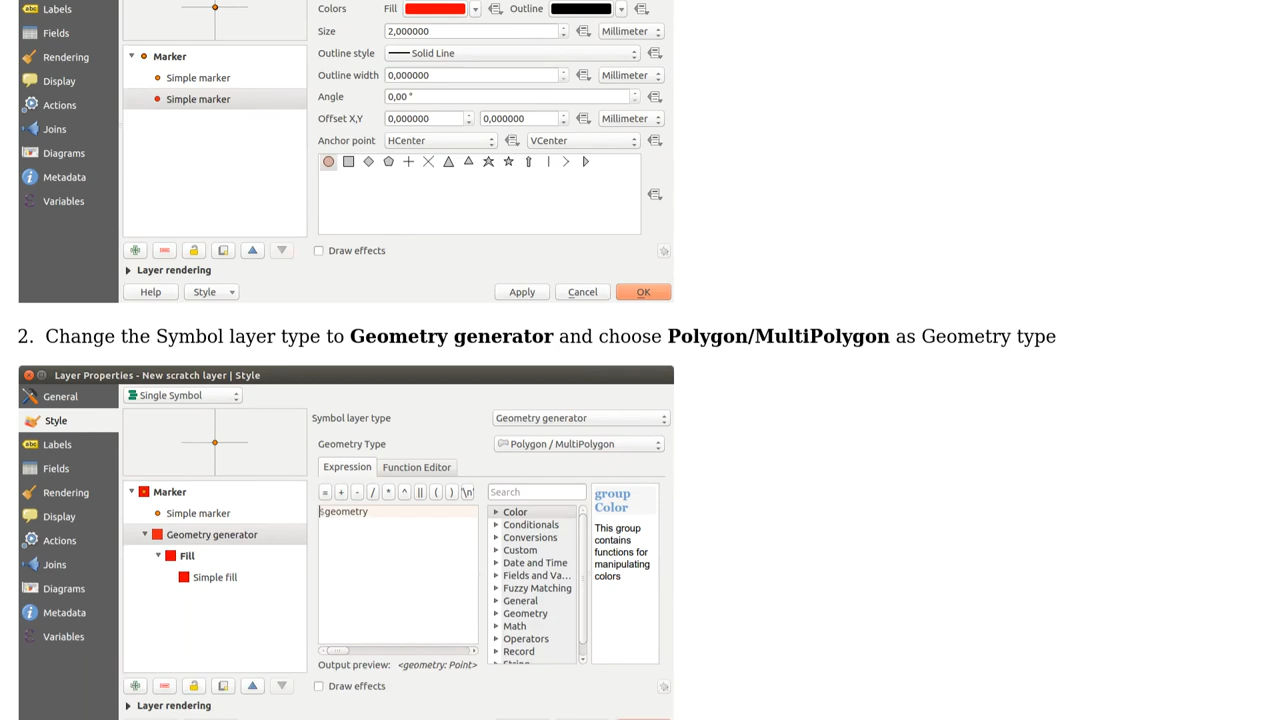 Labels
Colors Fill Outline
Fields
Size 2,000000 Millimeter
Rendering
Marker
Outline style Solid Line
Simple marker
Outline width 0,000000 Millimeter
Display
Simple marker
Angle 0,00 °
Actions
Offset X,Y 0,000000 0,000000 Millimeter
Joins
Anchor point HCenter VCenter
Diagrams
Metadata
Variables
Draw effects
Layer rendering
Help Style Apply Cancel OK
2. Change the Symbol layer type to Geometry generator and choose Polygon/MultiPolygon as Geometry type
Layer Properties - New scratch layer | Style
General
Single Symbol
Style
Symbol layer type Geometry generator
Labels
Geometry Type Polygon / MultiPolygon
Fields
Expression Function Editor
Rendering
Marker
= + - / * ^ || ( ) \n'
Search
group
Color
Simple marker
$geometry
Color
Display
Conditionals
This group
Geometry generator
Conversions
contains
Actions
Custom
functions for
Fill
Date and Time
manipulating
Joins
Simple fill
Fields and Va...
colors
Diagrams
Fuzzy Matching
General
Metadata
Geometry
Math
Variables
Operators
Record
Output preview: <geometry: Point>
Draw effects
Layer rendering